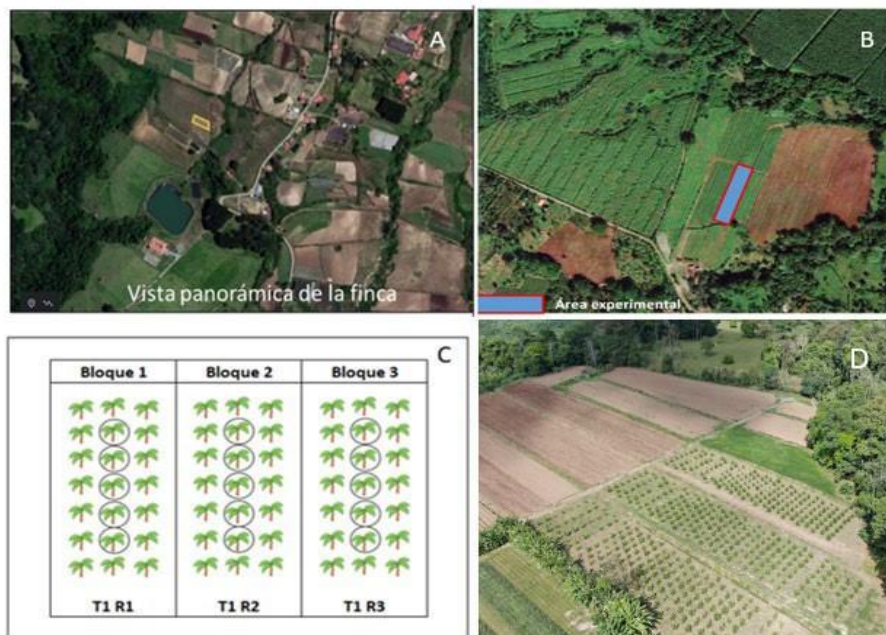 A
Vista panorámica de la finca
B
Área experimental
C
Bloque 1 Bloque 2 Bloque 3
T1 R1 T1 R2 T1 R3
D